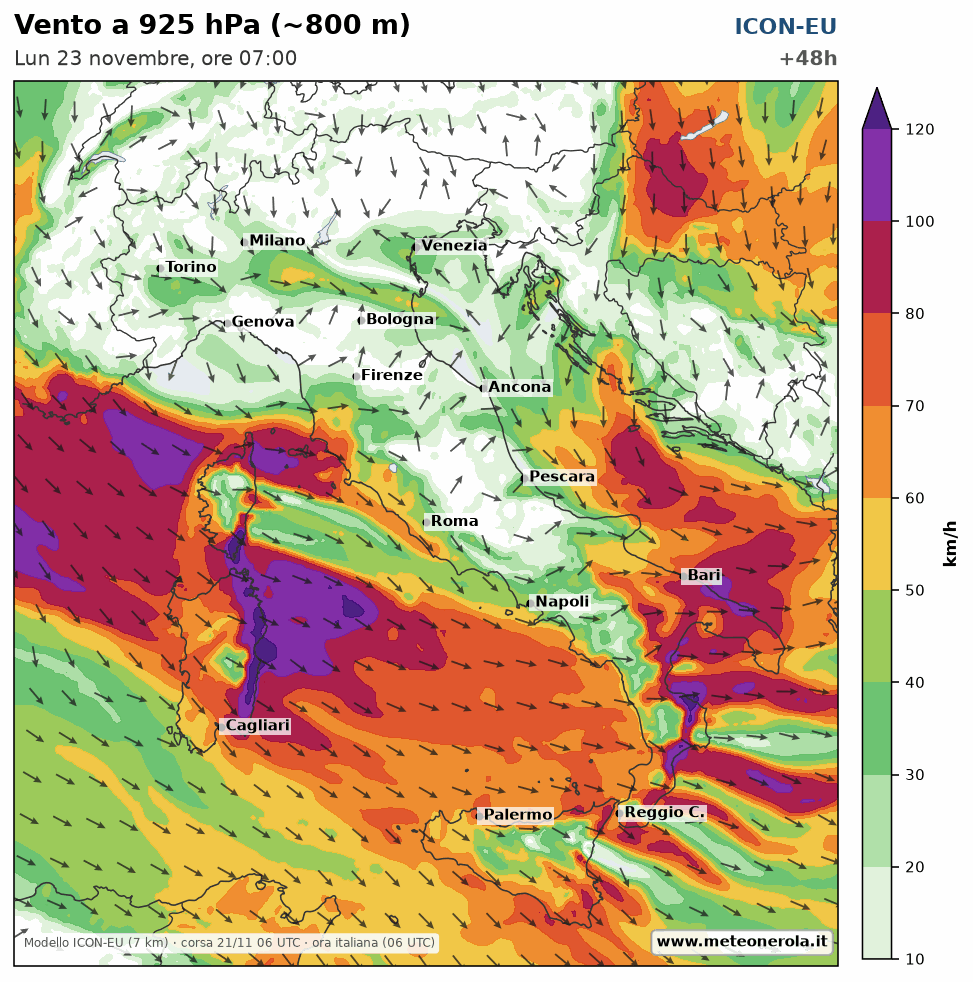 Vento a 925 hPa (~800 m)
ICON-EU
Lun 23 novembre, ore 07:00
+48h
Milano
Venezia
Torino
Genova
Bologna
Firenze
Ancona
Pescara
Roma
Bari
Napoli
Cagliari
Palermo
Reggio C.
120
100
80
70
60
50
40
30
20
10
km/h
Modello ICON-EU (7 km) · corsa 21/11 06 UTC · ora italiana (06 UTC)
www.meteonerola.it